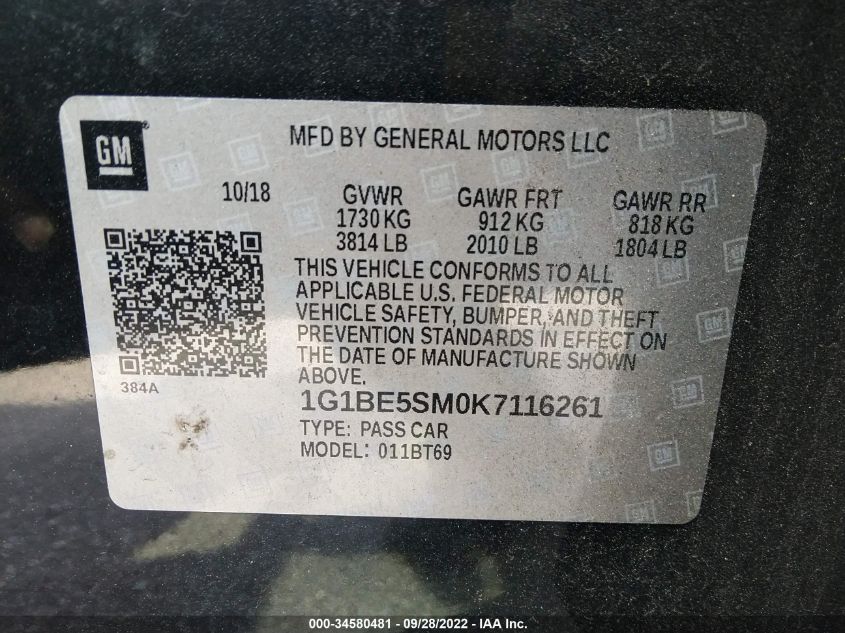 GM
MFD BY GENERAL MOTORS LLC
10/18 GVWR GAWR FRT GAWR RR
1730 KG 912 KG 818 KG
3814 LB 2010 LB 1804 LB
THIS VEHICLE CONFORMS TO ALL
APPLICABLE U.S. FEDERAL MOTOR
VEHICLE SAFETY, BUMPER, AND THEFT
PREVENTION STANDARDS IN EFFECT ON
THE DATE OF MANUFACTURE SHOWN
ABOVE.
384A
1G1BE5SM0K7116261
TYPE: PASS CAR
MODEL: 011BT69
000-34580481 - 09/28/2022 - IAA Inc.